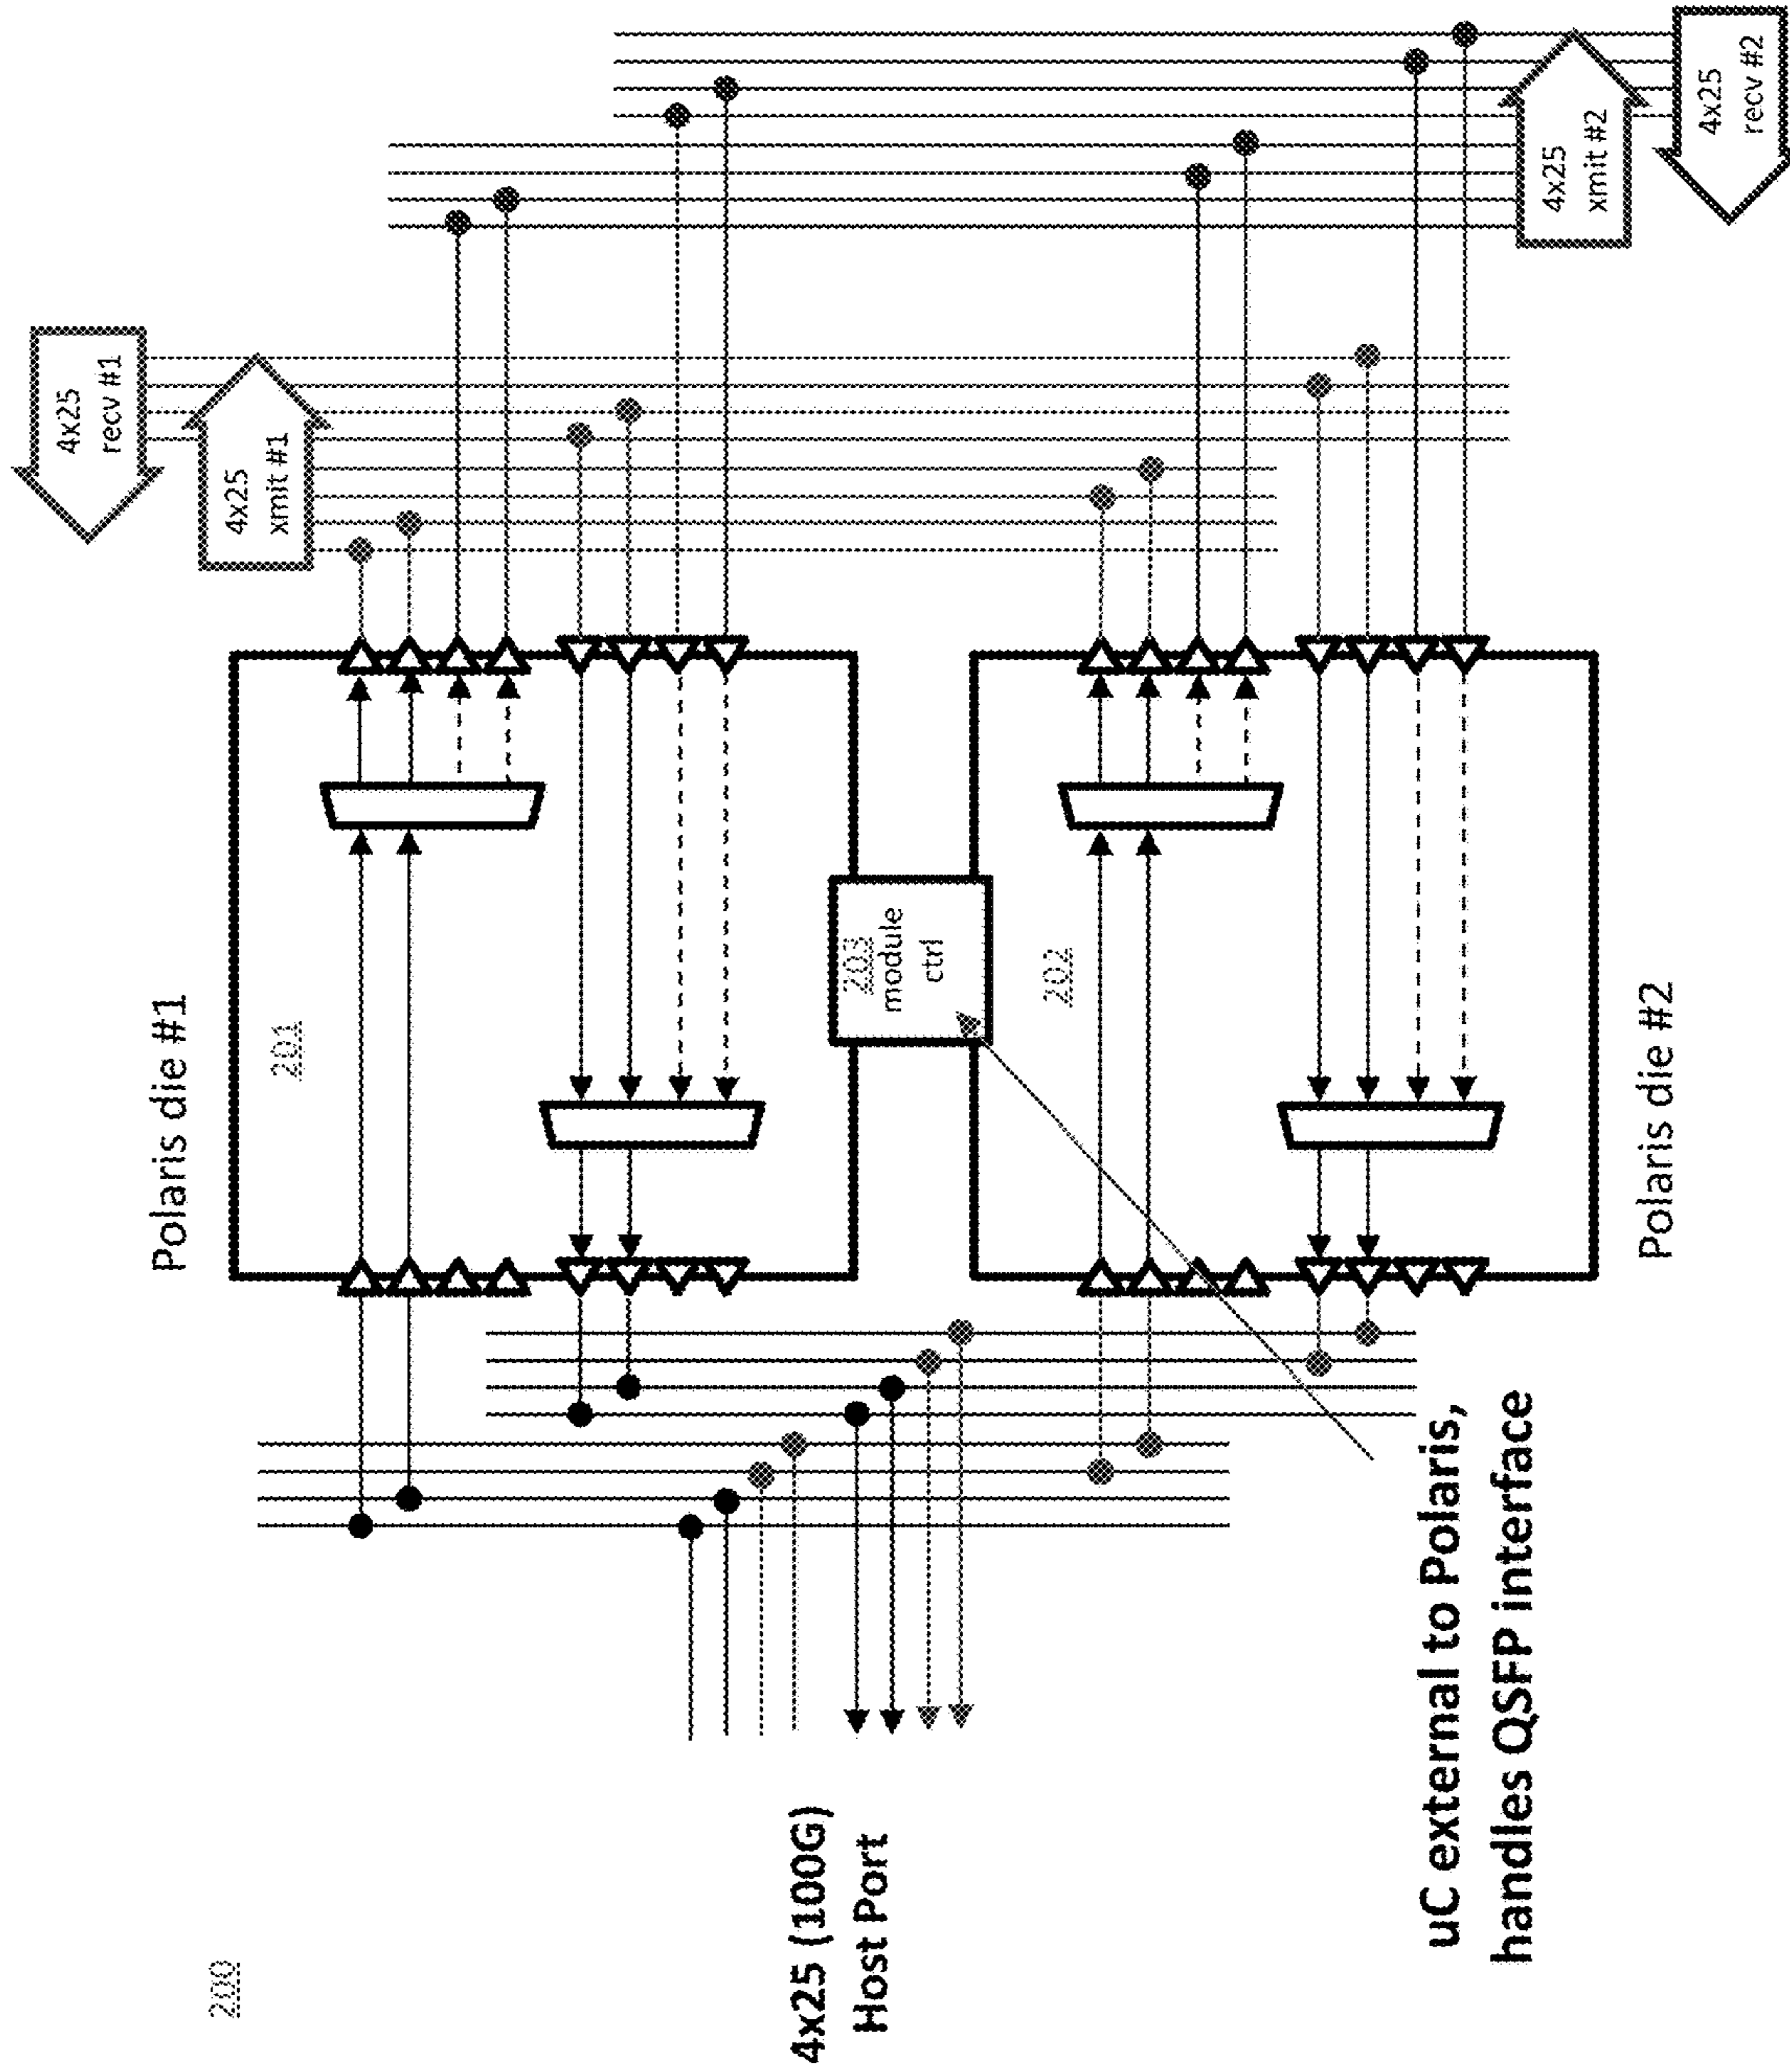 200
4x25 (100G)
Host Port
uC external to Polaris,
handles QSFP interface
Polaris die #1
201
203
module
ctrl
202
Polaris die #2
4x25
xmit #1
4x25
recv #1
4x25
xmit #2
4x25
recv #2